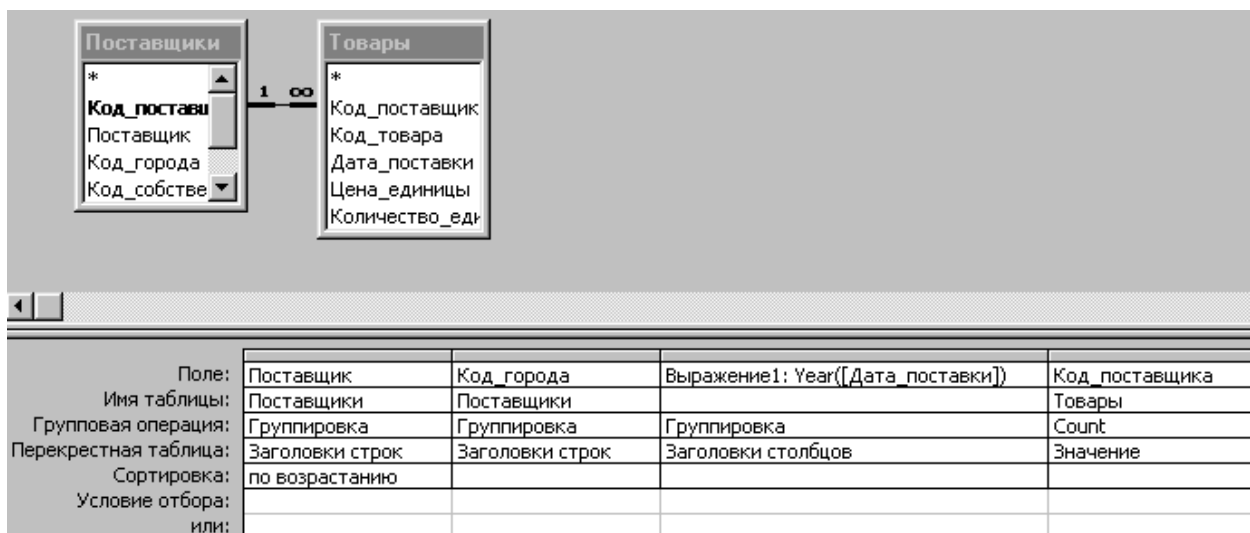 Поставщики Товары
* *
1 ∞
Код_постави Код_поставщик
Поставщик Код_товара
Код_города Дата_поставки
Код_собстве Цена_единицы
Количество_еди
Поле: Поставщик Код_города Выражение1: Year([Дата_поставки]) Код_поставщика
Имя таблицы: Поставщики Поставщики Товары
Групповая операция: Группировка Группировка Группировка Count
Перекрестная таблица: Заголовки строк Заголовки строк Заголовки столбцов Значение
Сортировка: по возрастанию
Условие отбора:
или: